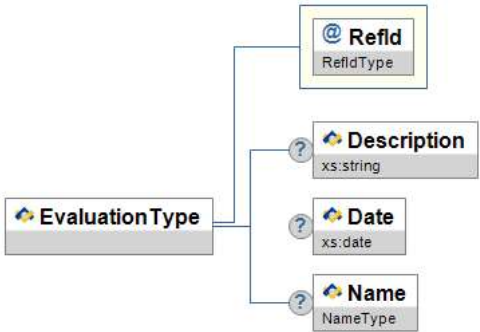 @ RefId
RefIdType
? Description
xs:string
EvaluationType
? Date
xs:date
? Name
NameType